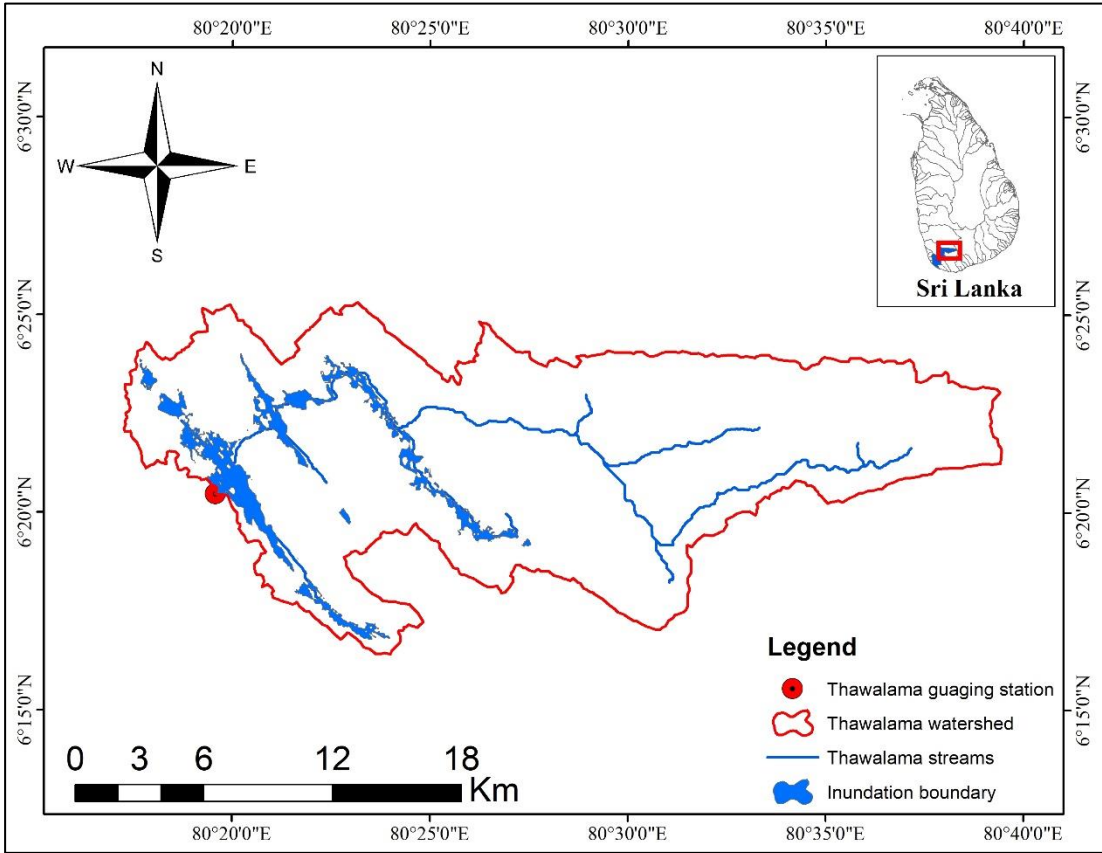 80°20'0"E 80°25'0"E 80°30'0"E 80°35'0"E 80°40'0"E
N
W E
S
6°30'0"N 6°30'0"N
Sri Lanka
6°25'0"N 6°25'0"N
6°20'0"N 6°20'0"N
6°15'0"N 6°15'0"N
Legend
Thawalama guaging station
Thawalama watershed
Thawalama streams
Inundation boundary
0 3 6 12 18
Km
80°20'0"E 80°25'0"E 80°30'0"E 80°35'0"E 80°40'0"E